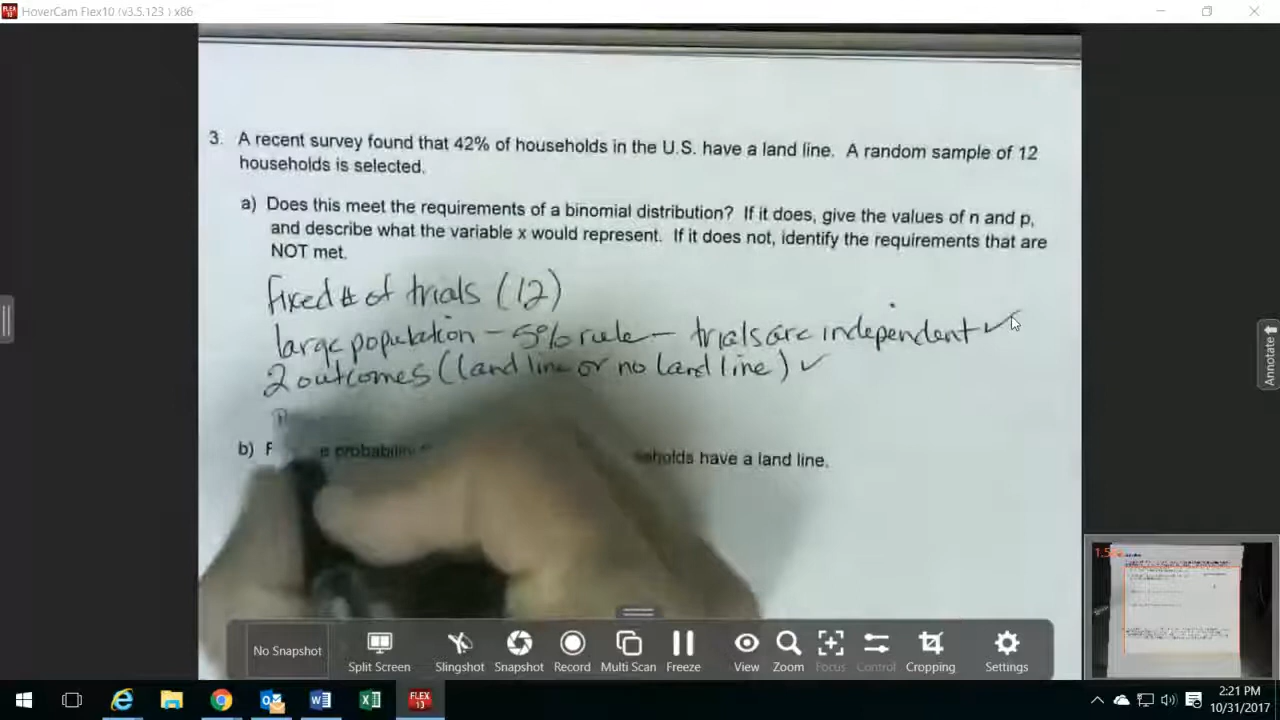 HoverCam Flex10 (v3.5.123 ) x86
3. A recent survey found that 42% of households in the U.S. have a land line. A random sample of 12
households is selected.
a) Does this meet the requirements of a binomial distribution? If it does, give the values of n and p,
and describe what the variable x would represent. If it does not, identify the requirements that are
NOT met.
fixed # of trials (12)
large population - 5% rule - trials are independent ✓
2 outcomes (land line or no land line) ✓
b) probability have a land line.
Annotate
No Snapshot
Split Screen
Slingshot
Snapshot
Record
Multi Scan
Freeze
View
Zoom
Focus
Control
Cropping
Settings
2:21 PM
10/31/2017